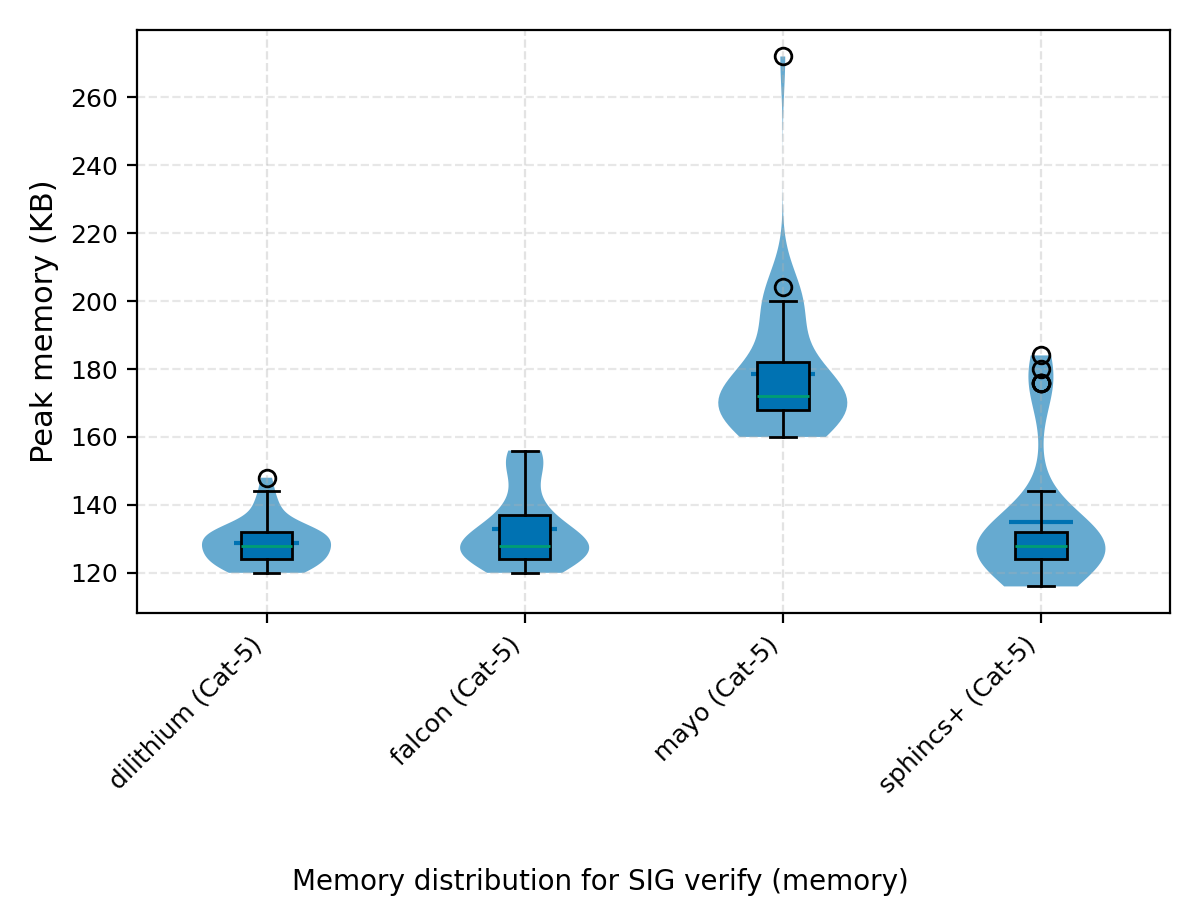 Peak memory (KB)
260
240
220
200
180
160
140
120
dilithium (Cat-5)
falcon (Cat-5)
mayo (Cat-5)
sphincs+ (Cat-5)
Memory distribution for SIG verify (memory)